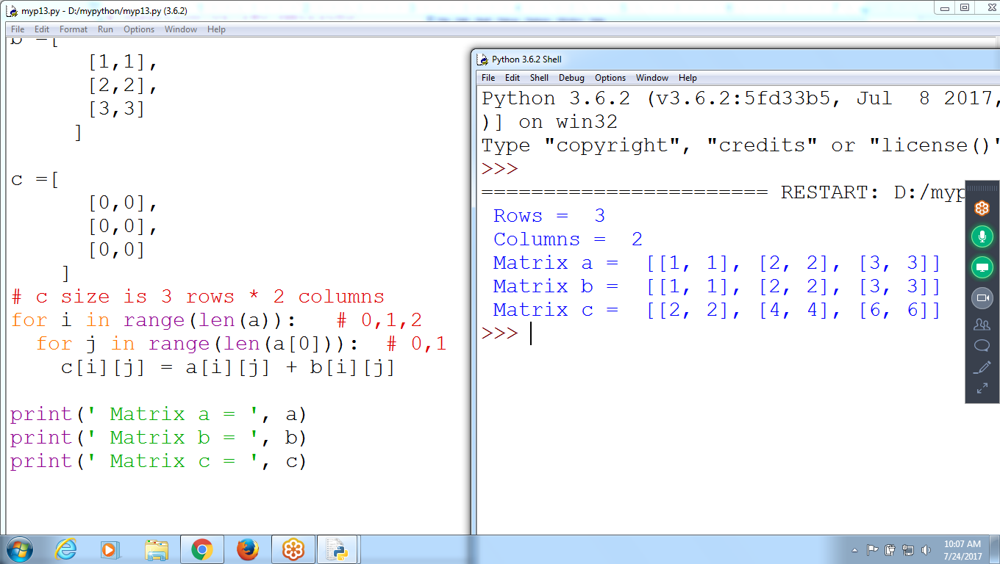 myp13.py - D:/mypython/myp13.py (3.6.2)
File Edit Format Run Options Window Help
b =[
[1,1],
[2,2],
[3,3]
]
c =[
[0,0],
[0,0],
[0,0]
]
# c size is 3 rows * 2 columns
for i in range(len(a)):   # 0,1,2
for j in range(len(a[0])):  # 0,1
c[i][j] = a[i][j] + b[i][j]
print(' Matrix a = ', a)
print(' Matrix b = ', b)
print(' Matrix c = ', c)
Python 3.6.2 Shell
File Edit Shell Debug Options Window Help
Python 3.6.2 (v3.6.2:5fd33b5, Jul  8 2017,
)] on win32
Type "copyright", "credits" or "license()"
>>>
======================= RESTART: D:/myp
Rows =  3
Columns =  2
Matrix a =  [[1, 1], [2, 2], [3, 3]]
Matrix b =  [[1, 1], [2, 2], [3, 3]]
Matrix c =  [[2, 2], [4, 4], [6, 6]]
>>>
10:07 AM
7/24/2017